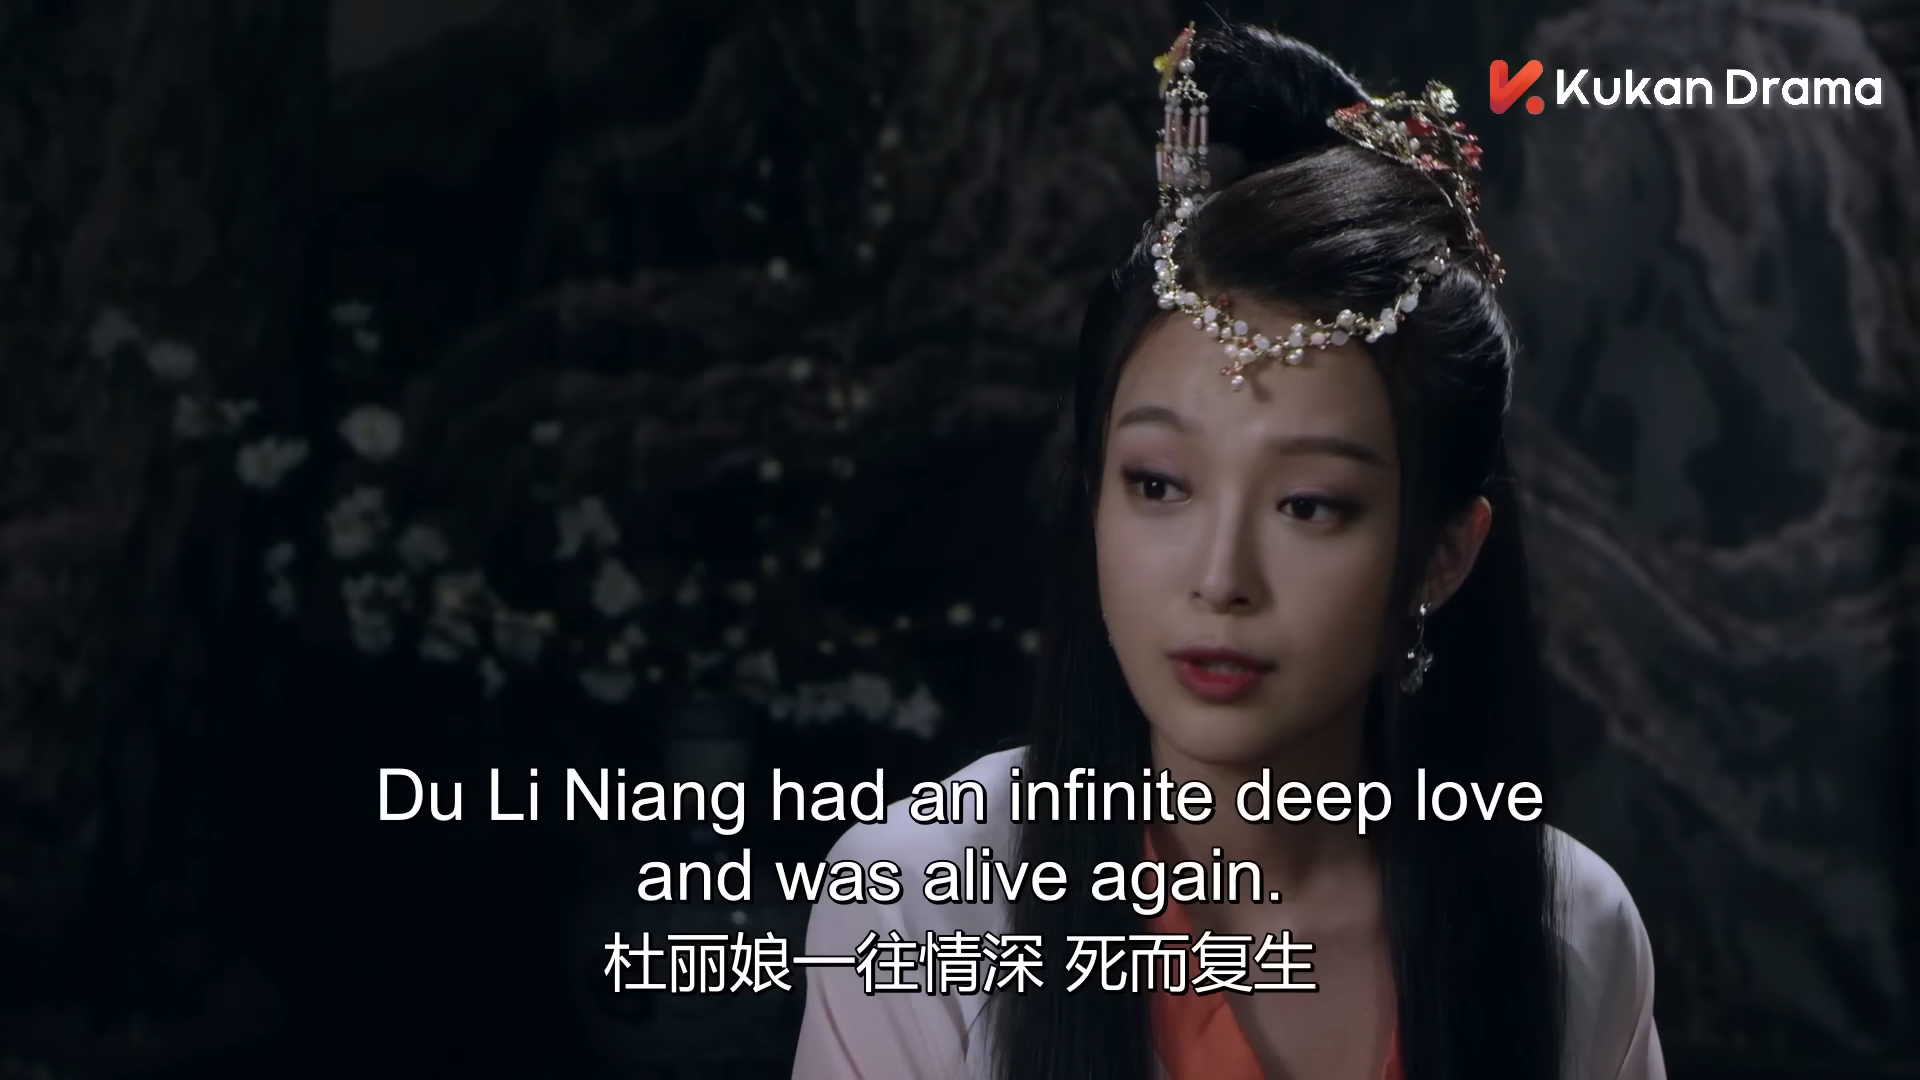 Kukan Drama
Du Li Niang had an infinite deep love
and was alive again.
杜丽娘一往情深 死而复生